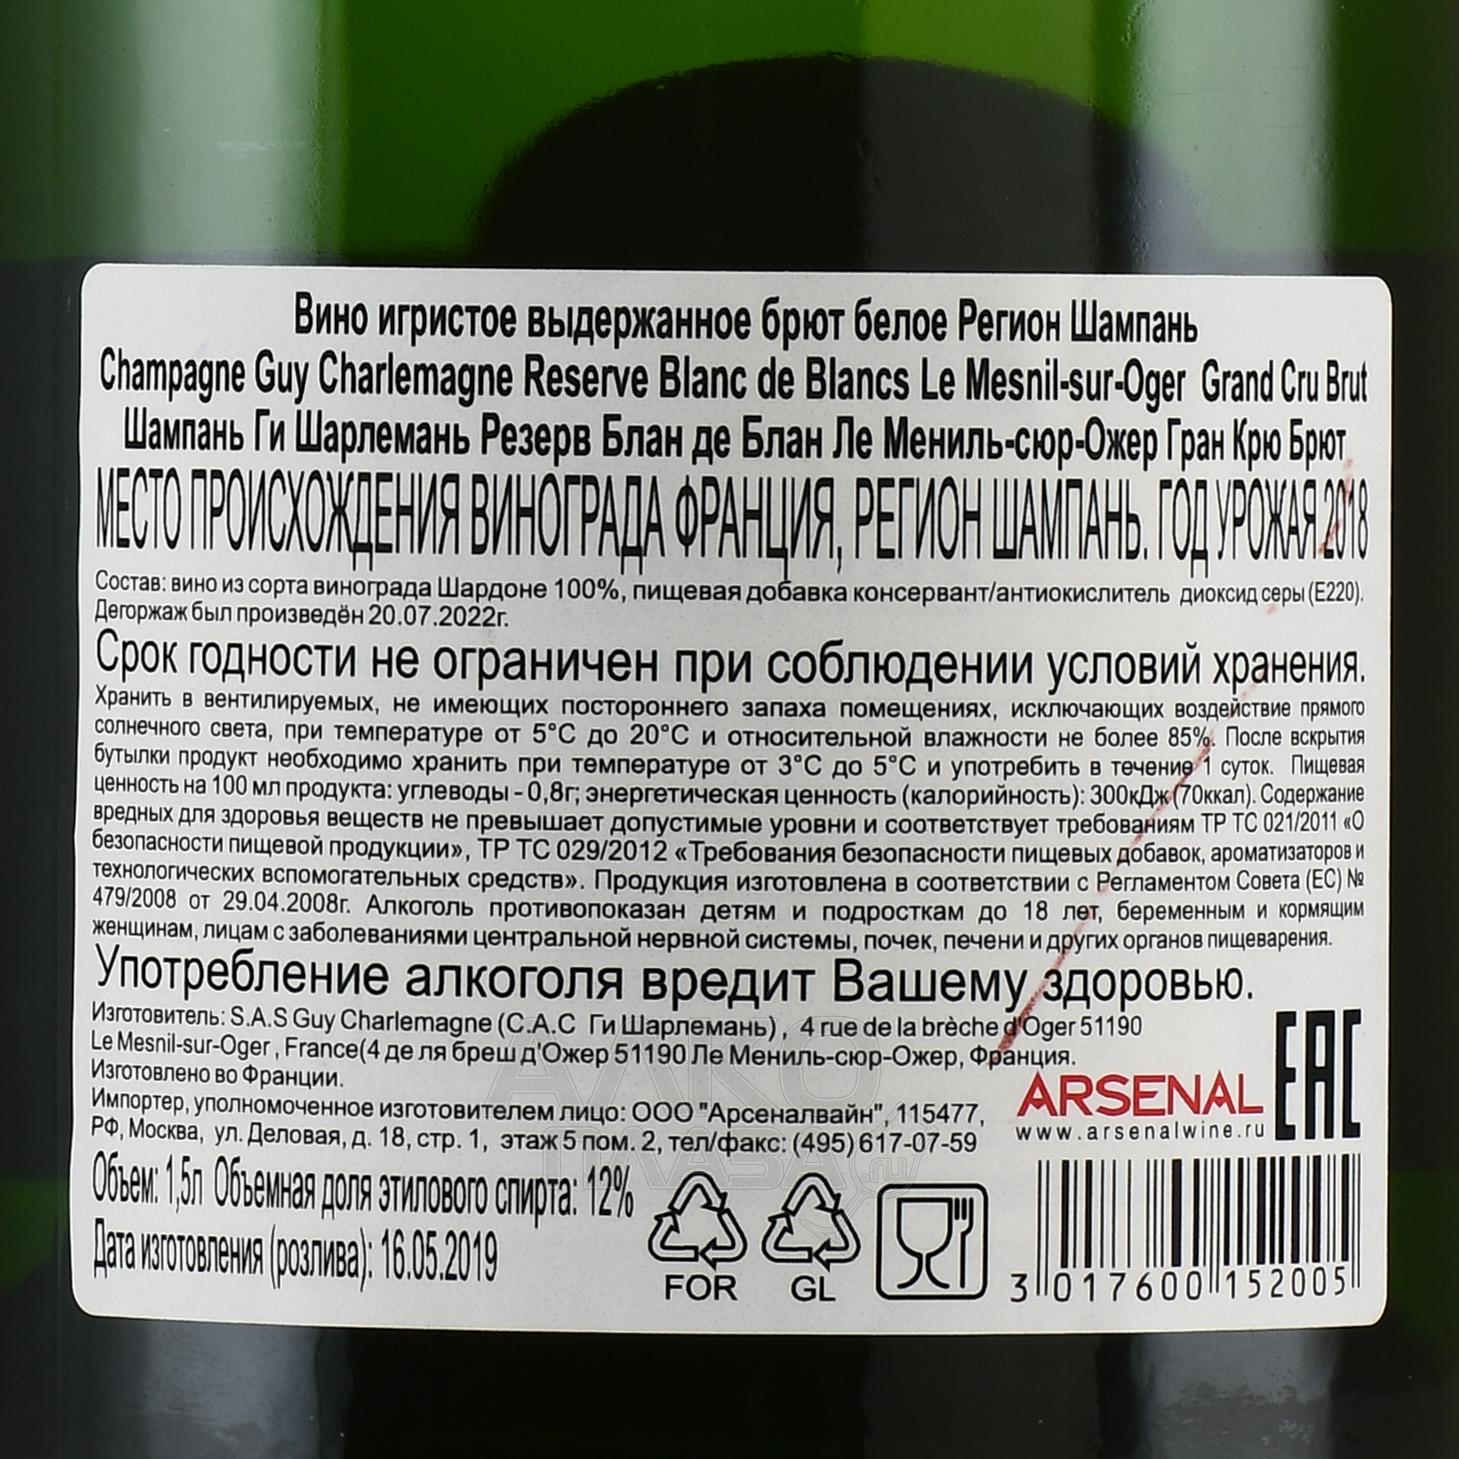 Вино игристое выдержанное брют белое Регион Шампань
Champagne Guy Charlemagne Reserve Blanc de Blancs Le Mesnil-sur-Oger Grand Cru Brut
Шампань Ги Шарлемань Резерв Блан де Блан Ле Мениль-сюр-Ожер Гран Крю Брют
МЕСТО ПРОИСХОЖДЕНИЯ ВИНОГРАДА ФРАНЦИЯ, РЕГИОН ШАМПАНЬ. ГОД УРОЖАЯ 2018
Состав: вино из сорта винограда Шардоне 100%, пищевая добавка консервант/антиокислитель диоксид серы (Е220).
Дегоржаж был произведён 20.07.2022г.
Срок годности не ограничен при соблюдении условий хранения.
Хранить в вентилируемых, не имеющих постороннего запаха помещениях, исключающих воздействие прямого
солнечного света, при температуре от 5°С до 20°С и относительной влажности не более 85%. После вскрытия
бутылки продукт необходимо хранить при температуре от 3°С до 5°С и употребить в течение 1 суток. Пищевая
ценность на 100 мл продукта: углеводы - 0,8г; энергетическая ценность (калорийность): 300кДж (70ккал). Содержание
вредных для здоровья веществ не превышает допустимые уровни и соответствует требованиям ТР ТС 021/2011 «О
безопасности пищевой продукции», ТР ТС 029/2012 «Требования безопасности пищевых добавок, ароматизаторов и
технологических вспомогательных средств». Продукция изготовлена в соответствии с Регламентом Совета (ЕС) №
479/2008 от 29.04.2008г. Алкоголь противопоказан детям и подросткам до 18 лет, беременным и кормящим
женщинам, лицам с заболеваниями центральной нервной системы, почек, печени и других органов пищеварения.
Употребление алкоголя вредит Вашему здоровью.
Изготовитель: S.A.S Guy Charlemagne (С.А.С Ги Шарлемань) , 4 rue de la brèche d'Oger 51190
Le Mesnil-sur-Oger , France(4 де ля бреш д'Ожер 51190 Ле Мениль-сюр-Ожер, Франция.
Изготовлено во Франции.
Импортер, уполномоченное изготовителем лицо: ООО "Арсеналвайн", 115477,
РФ, Москва, ул. Деловая, д. 18, стр. 1, этаж 5 пом. 2, тел/факс: (495) 617-07-59
ARSENAL
www.arsenalwine.ru
EAC
Объем: 1,5л Объемная доля этилового спирта: 12%
Дата изготовления (розлива): 16.05.2019
FOR
GL
3 017600 152005